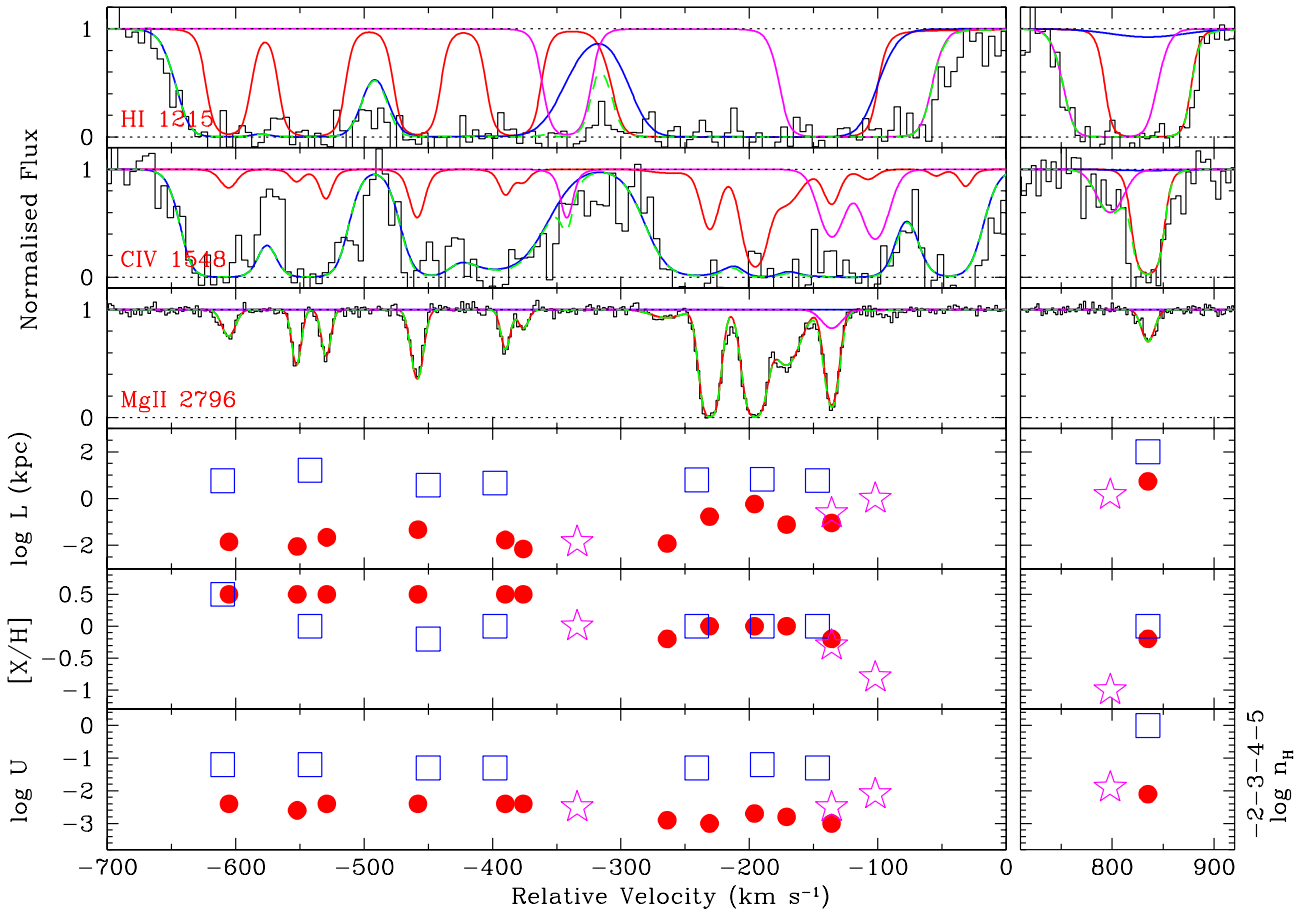 Normalised Flux
1
0
HI 1215
1
0
CIV 1548
1
0
MgII 2796
log L (kpc)
2
0
−2
[X/H]
0.5
0
−0.5
−1
log U
0
−1
−2
−3
−2−3−4−5
log nH
−700 −600 −500 −400 −300 −200 −100 0 800 900
Relative Velocity (km s⁻¹)